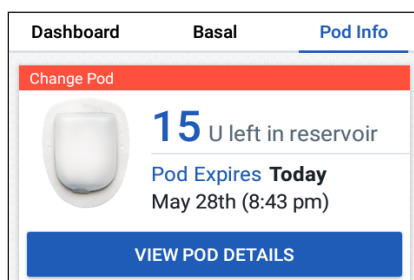 Dashboard Basal Pod Info
Change Pod
15 U left in reservoir
Pod Expires Today
May 28th (8:43 pm)
VIEW POD DETAILS